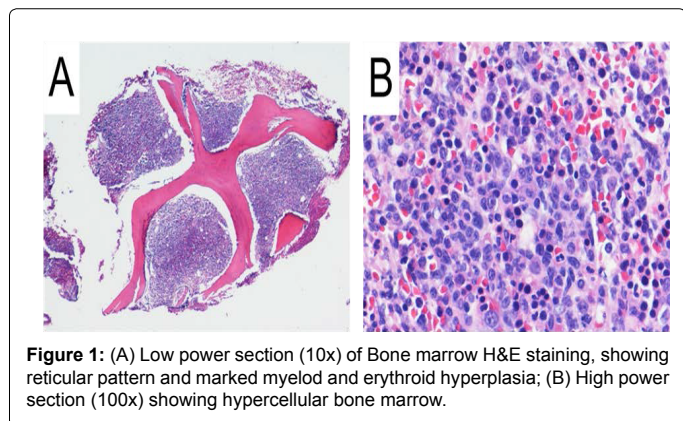 A
B
Figure 1: (A) Low power section (10x) of Bone marrow H&E staining, showing
reticular pattern and marked myelod and erythroid hyperplasia; (B) High power
section (100x) showing hypercellular bone marrow.